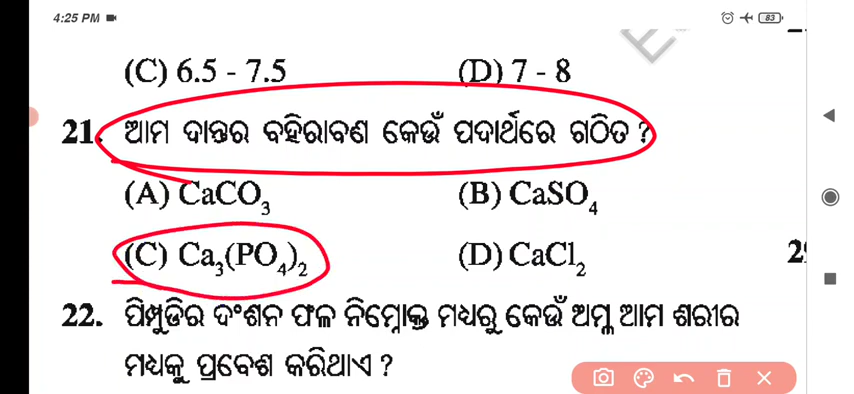 4:25 PM
83
(C) 6.5 - 7.5 (D) 7 - 8
21. ଆମ ଦାନ୍ତର ବହିରାବଣ କେଉଁ ପଦାର୍ଥରେ ଗଠିତ ?
(A) CaCO₃ (B) CaSO₄
(C) Ca₃(PO₄)₂ (D) CaCl₂
22. ପିମ୍ପୁଡିର ଦଂଶନ ଫଳ ନିମ୍ନୋକ୍ତ ମଧ୍ୟରୁ କେଉଁ ଅମ୍ଳ ଆମ ଶରୀର
ମଧ୍ୟକୁ ପ୍ରବେଶ କରିଥାଏ ?